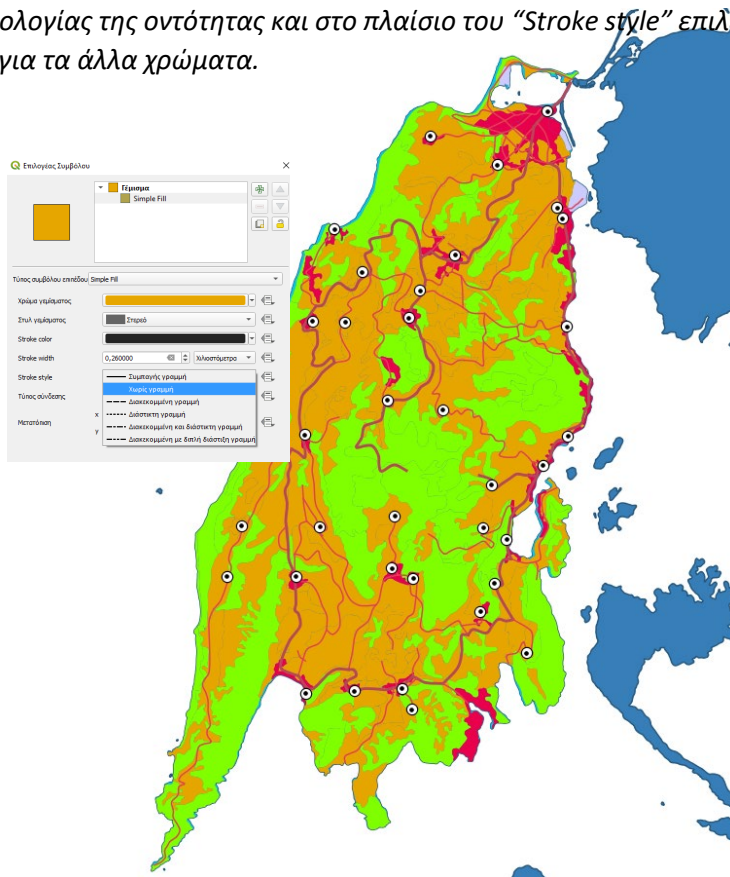 ολογίας της οντότητας και στο πλαίσιο του “Stroke style” επιλ
για τα άλλα χρώματα.
Επιλογέας Συμβόλου
Γέμισμα
Simple Fill
Τύπος συμβόλου επιπέδου Simple Fill
Χρώμα γεμίσματος
Στυλ γεμίσματος Στερεό
Stroke color
Stroke width 0,260000 Χιλιοστόμετρο
Stroke style Συμπαγής γραμμή
Χωρίς γραμμή
Τύπος σύνδεσης Διακεκομμένη γραμμή
Διάστικτη γραμμή
Μετατόπιση x Διακεκομμένη και διάστικτη γραμμή
y Διακεκομμένη με διπλή διάστιξη γραμμή